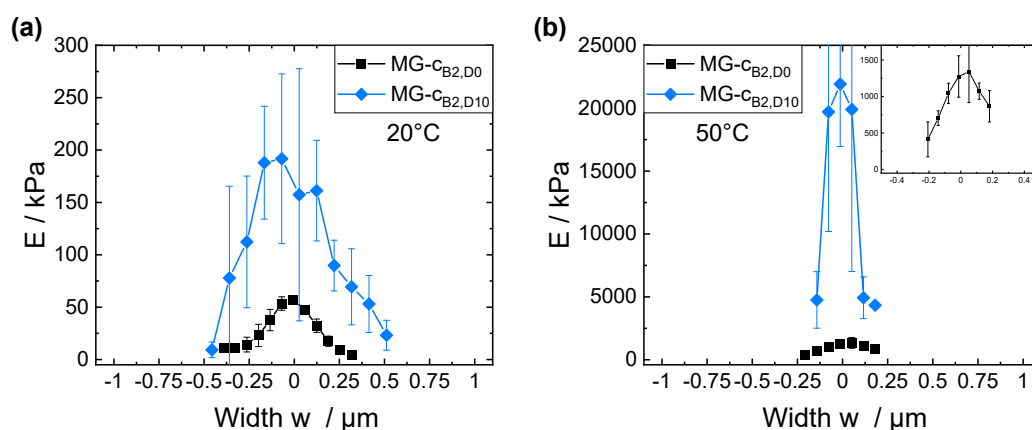 (a)
300
250
200
150
100
50
0
E / kPa
MG-cB2,D0
MG-cB2,D10
20°C
-1 -0.75 -0.5 -0.25 0 0.25 0.5 0.75 1
Width w / µm
(b)
25000
20000
15000
10000
5000
0
E / kPa
MG-cB2,D0
MG-cB2,D10
50°C
1500
1000
500
0
-0.4 -0.2 0 0.2 0.4
-1 -0.75 -0.5 -0.25 0 0.25 0.5 0.75 1
Width w / µm